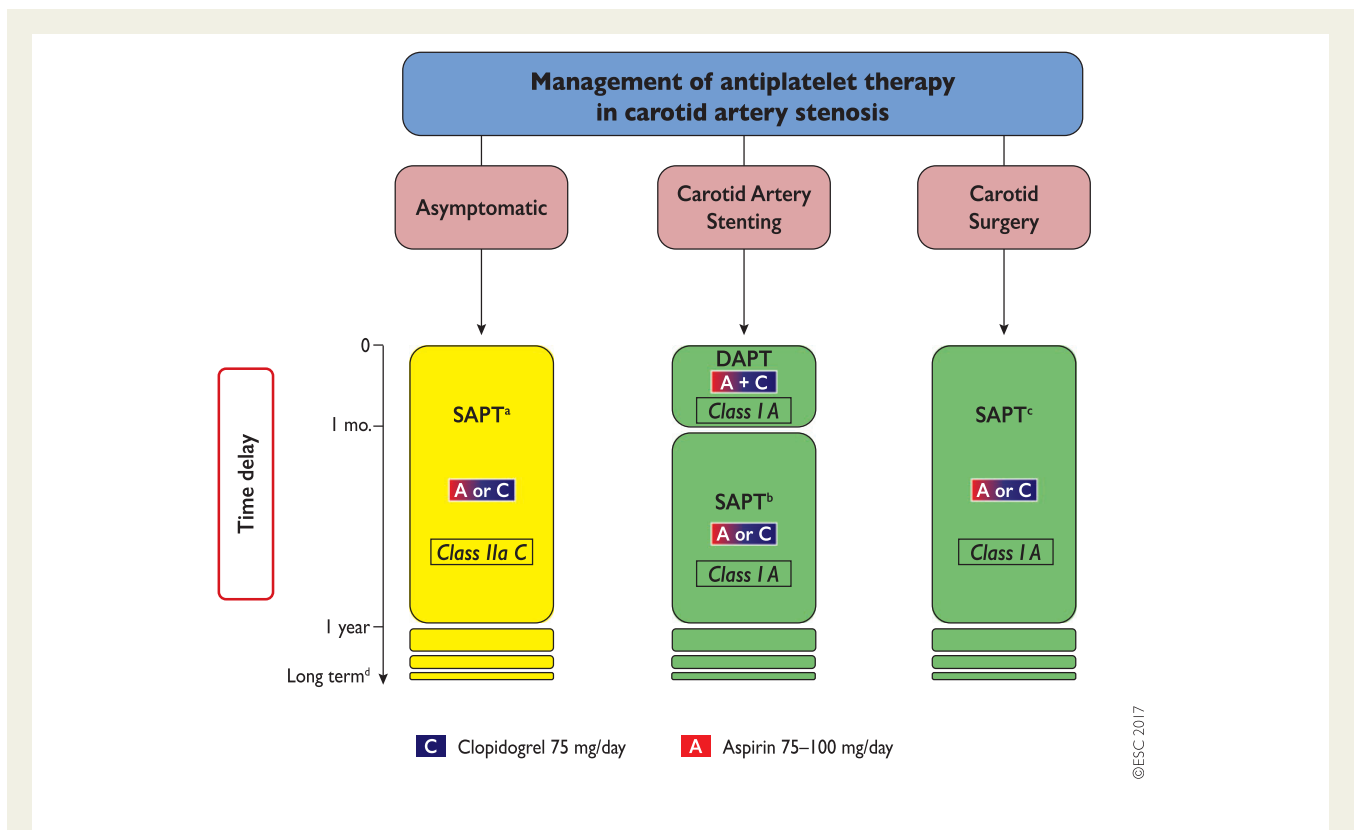 Management of antiplatelet therapy
in carotid artery stenosis
Asymptomatic
Carotid Artery
Stenting
Carotid
Surgery
Time delay
0
1 mo.
1 year
Long termd
SAPTa
A or C
Class IIa C
DAPT
A + C
Class I A
SAPTb
A or C
Class I A
SAPTc
A or C
Class I A
C Clopidogrel 75 mg/day
A Aspirin 75–100 mg/day
©ESC 2017